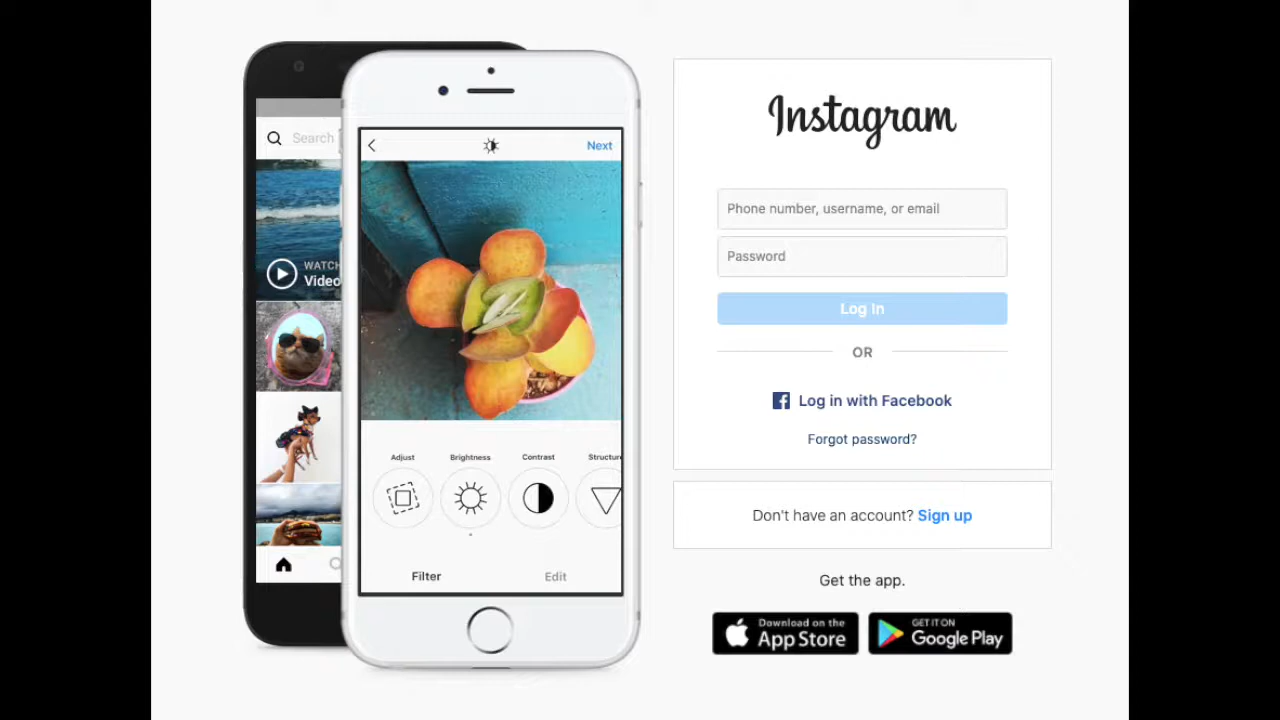 Search
WATCH
Video
Next
Adjust
Brightness
Contrast
Structure
Filter
Edit
Instagram
Phone number, username, or email
Password
Log In
OR
Log in with Facebook
Forgot password?
Don't have an account? Sign up
Get the app.
Download on the
App Store
GET IT ON
Google Play